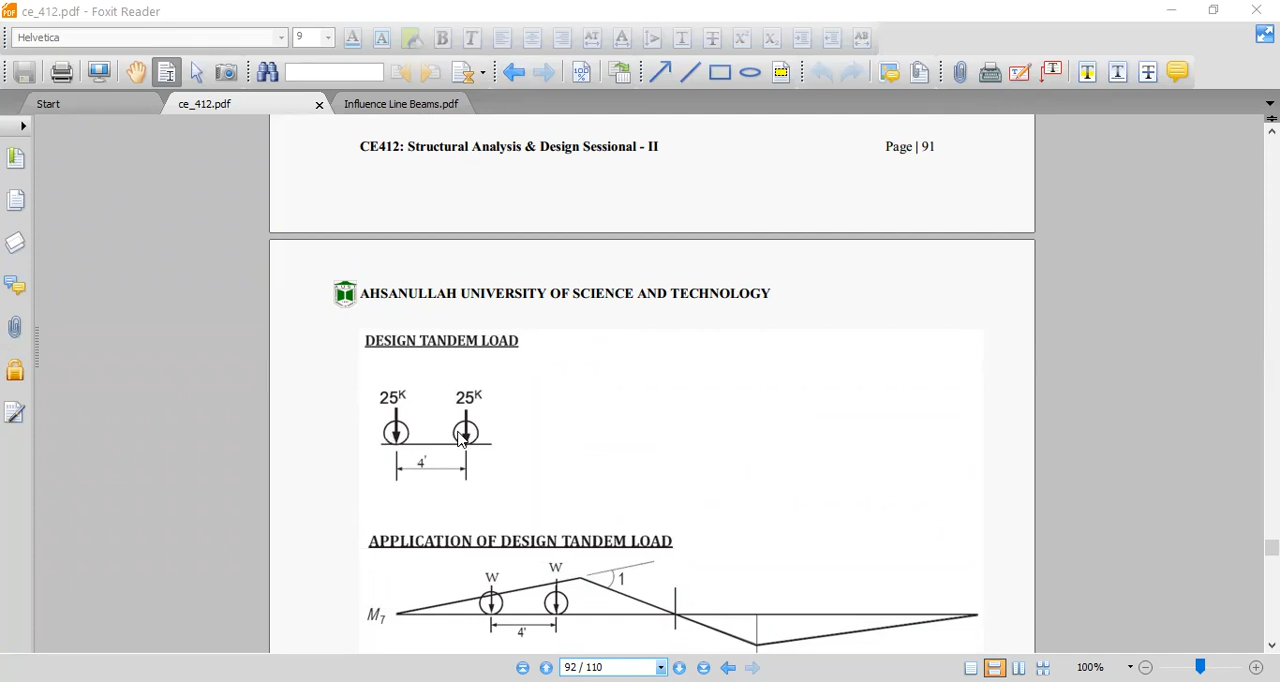 ce_412.pdf - Foxit Reader
Helvetica
9
Start
ce_412.pdf
Influence Line Beams.pdf
CE412: Structural Analysis & Design Sessional - II
Page | 91
AHSANULLAH UNIVERSITY OF SCIENCE AND TECHNOLOGY
DESIGN TANDEM LOAD
25K 25K
4'
APPLICATION OF DESIGN TANDEM LOAD
W W
1
M7
4'
92 / 110
100%